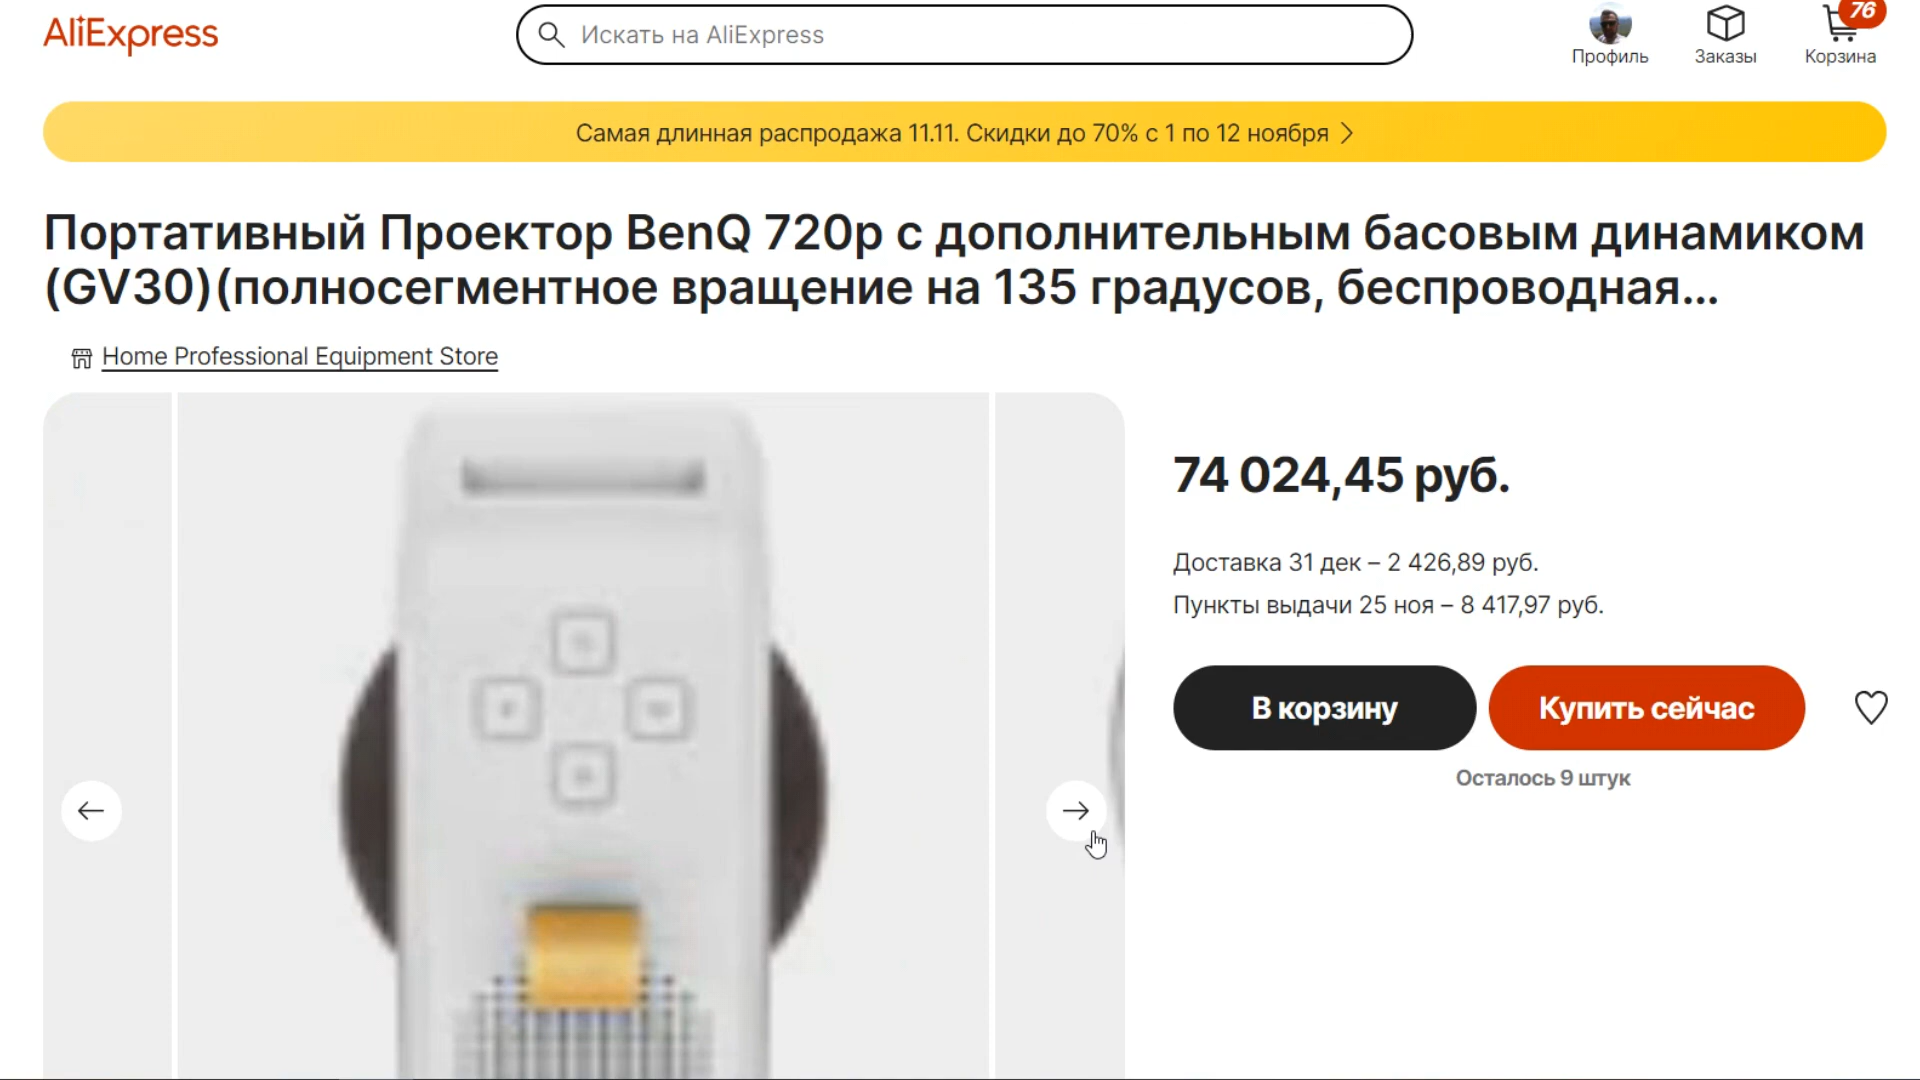 AliExpress
Искать на AliExpress
76
Профиль
Заказы
Корзина
Самая длинная распродажа 11.11. Скидки до 70% с 1 по 12 ноября
Портативный Проектор BenQ 720p с дополнительным басовым динамиком
(GV30)(полносегментное вращение на 135 градусов, беспроводная...
Home Professional Equipment Store
74 024,45 руб.
Доставка 31 дек – 2 426,89 руб.
Пункты выдачи 25 ноя – 8 417,97 руб.
В корзину
Купить сейчас
Осталось 9 штук